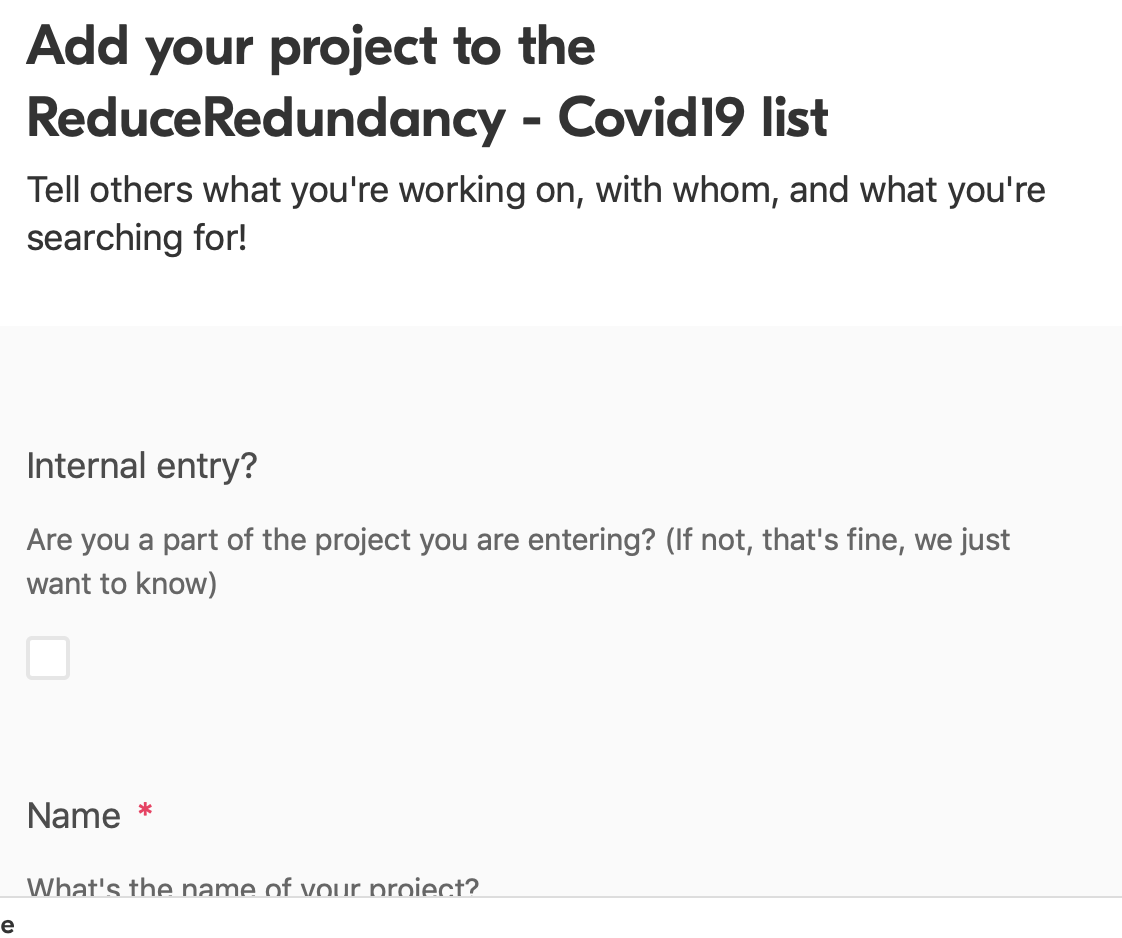 Add your project to the
ReduceRedundancy - Covid19 list
Tell others what you're working on, with whom, and what you're
searching for!
Internal entry?
Are you a part of the project you are entering? (If not, that's fine, we just
want to know)
Name *
What's the name of your project?
e